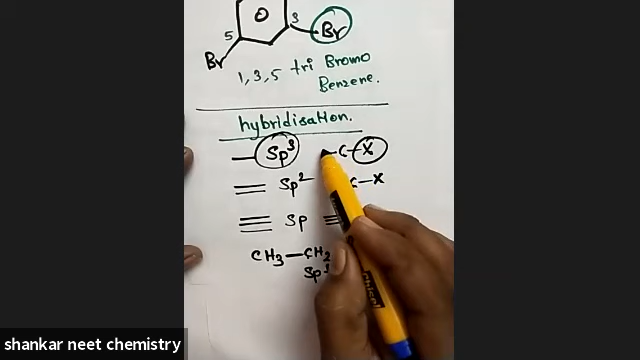 3
Br
5
Br
1, 3, 5 tri Bromo
Benzene.
hybridisation.
— Sp³ — C — X
= Sp² C — X
≡ Sp ≡
CH₃ — CH₂
Sp³
chisel
shankar neet chemistry